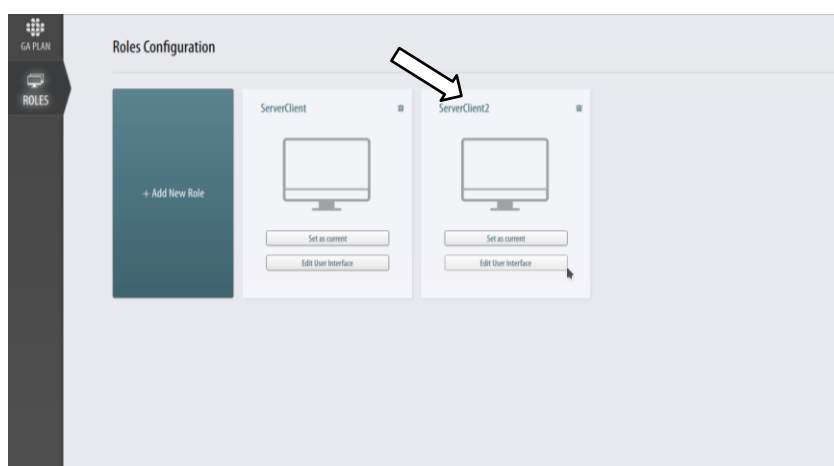 GA PLAN
ROLES
Roles Configuration
+ Add New Role
ServerClient
Set as current
Edit User Interface
ServerClient2
Set as current
Edit User Interface